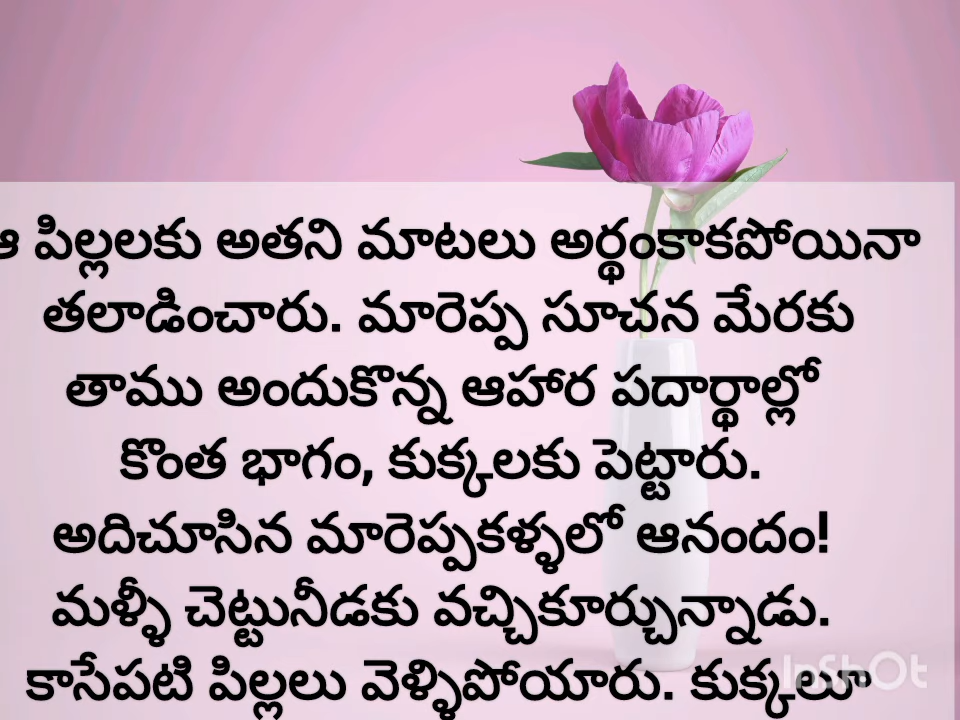 ఆ పిల్లలకు అతని మాటలు అర్థంకాకపోయినా
తలాడించారు. మారెప్ప సూచన మేరకు
తాము అందుకొన్న ఆహార పదార్థాల్లో
కొంత భాగం, కుక్కలకు పెట్టారు.
అదిచూసిన మారెప్పకళ్ళలో ఆనందం!
మళ్ళీ చెట్టునీడకు వచ్చికూర్చున్నాడు.
కాసేపటి పిల్లలు వెళ్ళిపోయారు. కుక్కలూ
InShOt